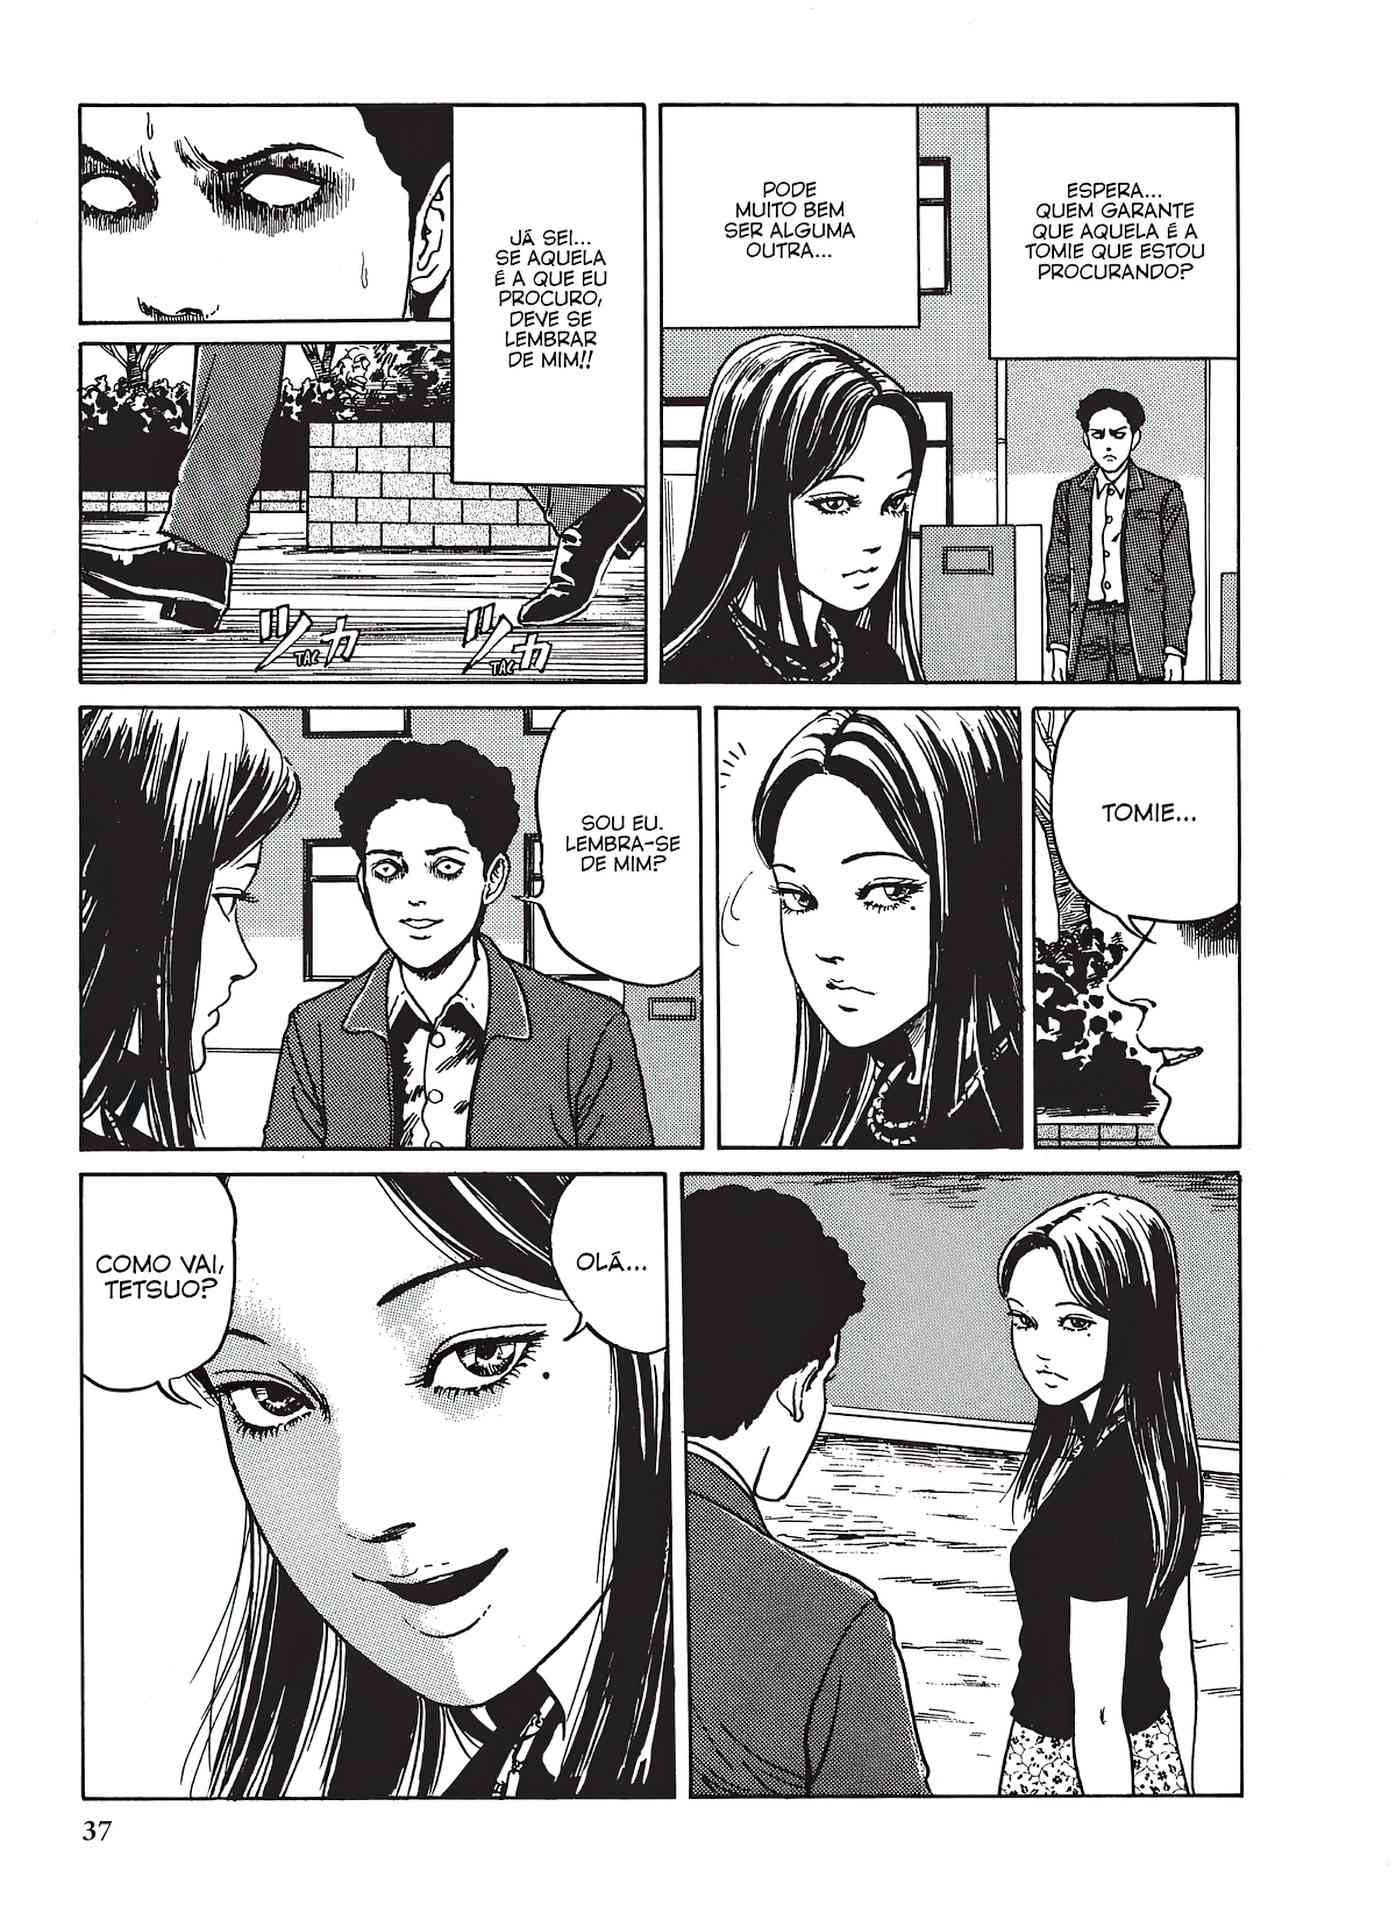 ESPERA...
QUEM GARANTE
QUE AQUELA É A
TOMIE QUE ESTOU
PROCURANDO?
PODE
MUITO BEM
SER ALGUMA
OUTRA...
JÁ SEI...
SE AQUELA
É A QUE EU
PROCURO,
DEVE SE
LEMBRAR
DE MIM!!
ツカ
TAC
ツカ
TAC
TOMIE...
SOU EU.
LEMBRA-SE
DE MIM?
OLÁ...
COMO VAI,
TETSUO?
37